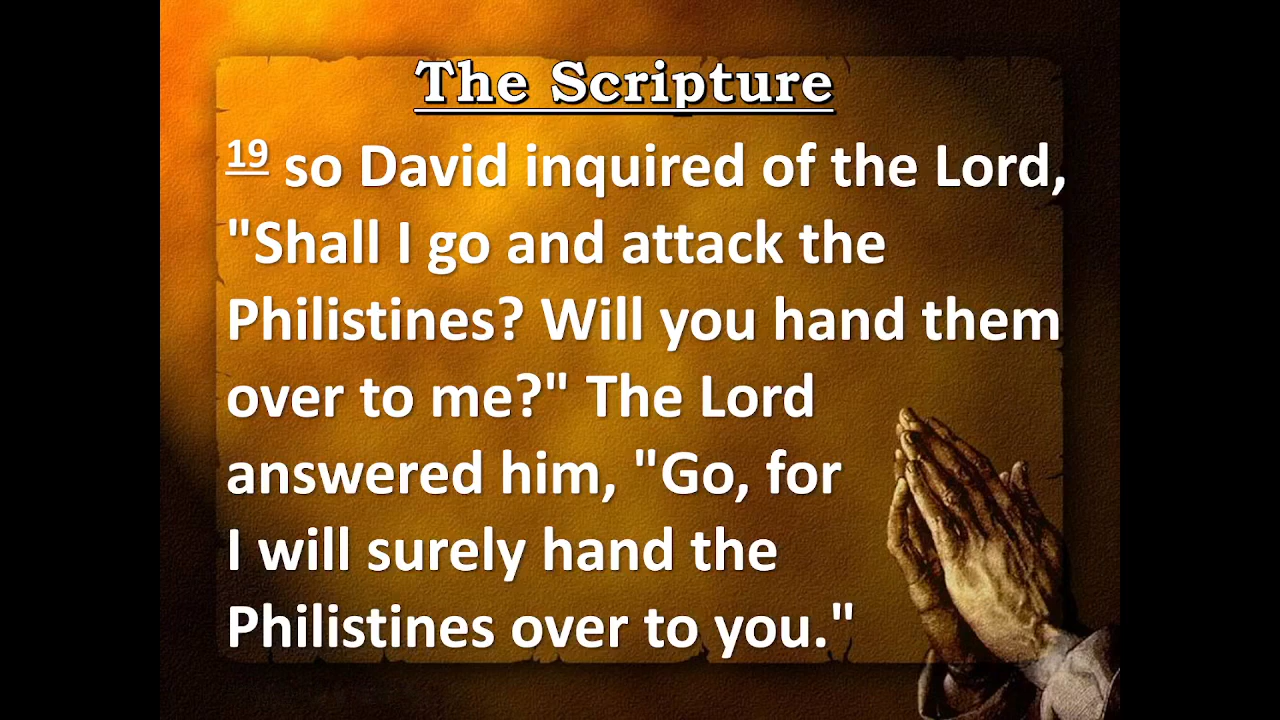 The Scripture
19 so David inquired of the Lord,
"Shall I go and attack the
Philistines? Will you hand them
over to me?" The Lord
answered him, "Go, for
I will surely hand the
Philistines over to you."